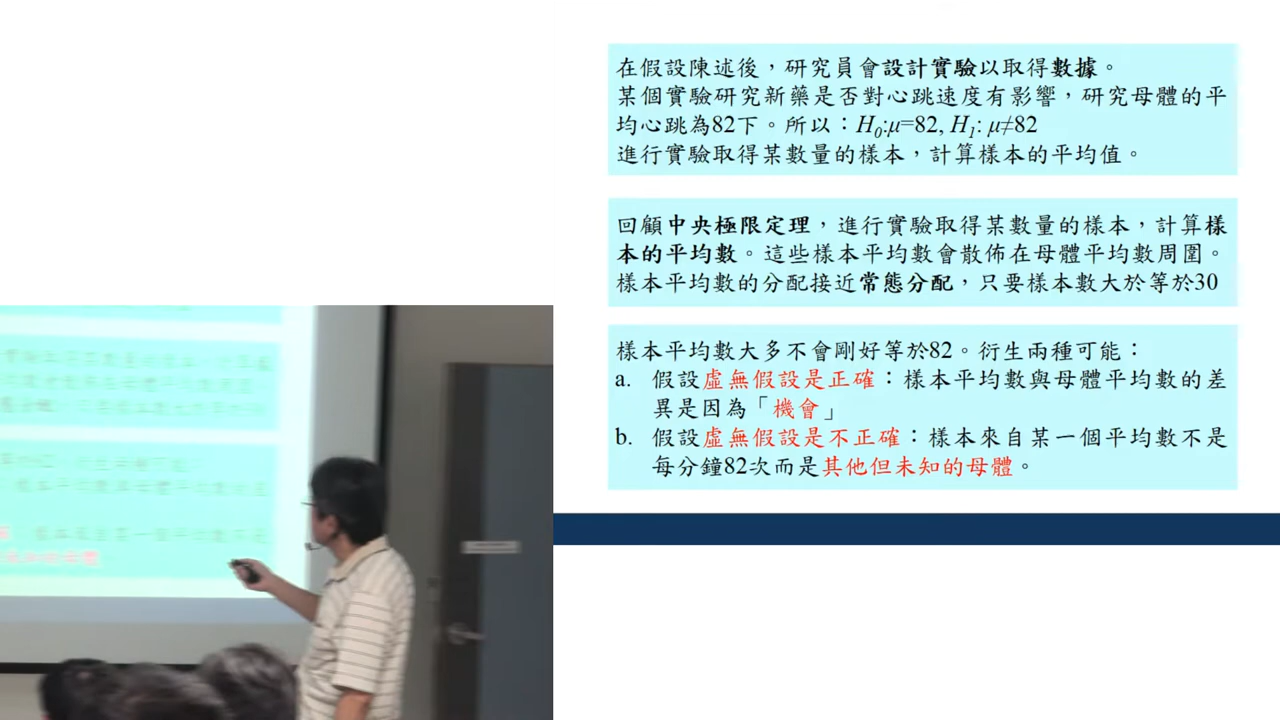 在假設陳述後，研究員會設計實驗以取得數據。
某個實驗研究新藥是否對心跳速度有影響，研究母體的平
均心跳為82下。所以：H0:μ=82, H1: μ≠82
進行實驗取得某數量的樣本，計算樣本的平均值。
回顧中央極限定理，進行實驗取得某數量的樣本，計算樣
本的平均數。這些樣本平均數會散佈在母體平均數周圍。
樣本平均數的分配接近常態分配，只要樣本數大於等於30
樣本平均數大多不會剛好等於82。衍生兩種可能：
a. 假設虛無假設是正確：樣本平均數與母體平均數的差
異是因為「機會」
b. 假設虛無假設是不正確：樣本來自某一個平均數不是
每分鐘82次而是其他但未知的母體。